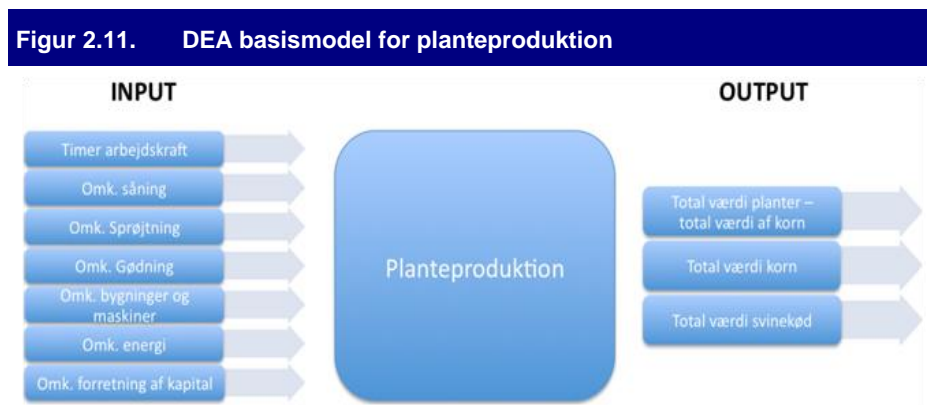 Figur 2.11. DEA basismodel for planteproduktion
INPUT
Timer arbejdskraft
Omk. såning
Omk. Sprøjtning
Omk. Gødning
Omk. bygninger og
maskiner
Omk. energi
Omk. forretning af kapital
Planteproduktion
OUTPUT
Total værdi planter –
total værdi af korn
Total værdi korn
Total værdi svinekød